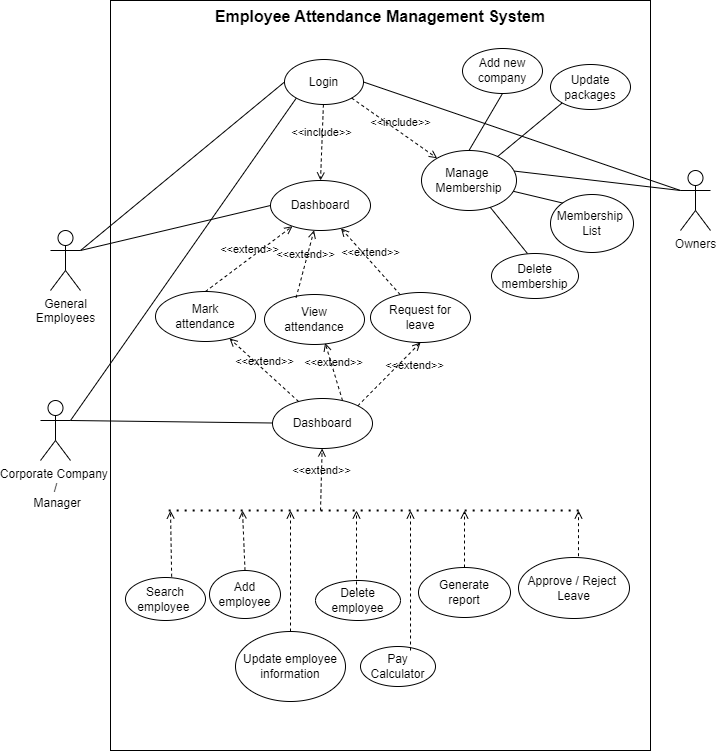 Employee Attendance Management System
Login
Add new
company
Update
packages
<<include>>
<<include>>
Manage
Membership
Dashboard
Membership
List
Owners
<<extend>>
<<extend>>
<<extend>>
Delete
membership
General
Employees
Mark
attendance
View
attendance
Request for
leave
<<extend>>
<<extend>>
<<extend>>
Dashboard
Corporate Company
/
Manager
<<extend>>
Search
employee
Add
employee
Delete
employee
Generate
report
Approve / Reject
Leave
Update employee
information
Pay
Calculator